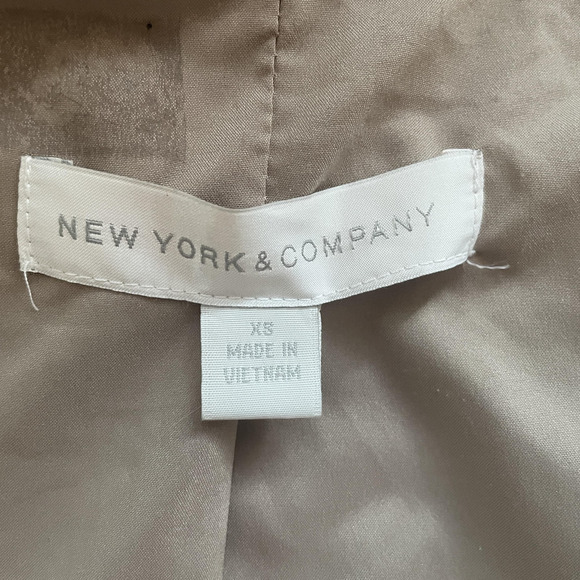 NEW YORK & COMPANY
XS
MADE IN
VIETNAM